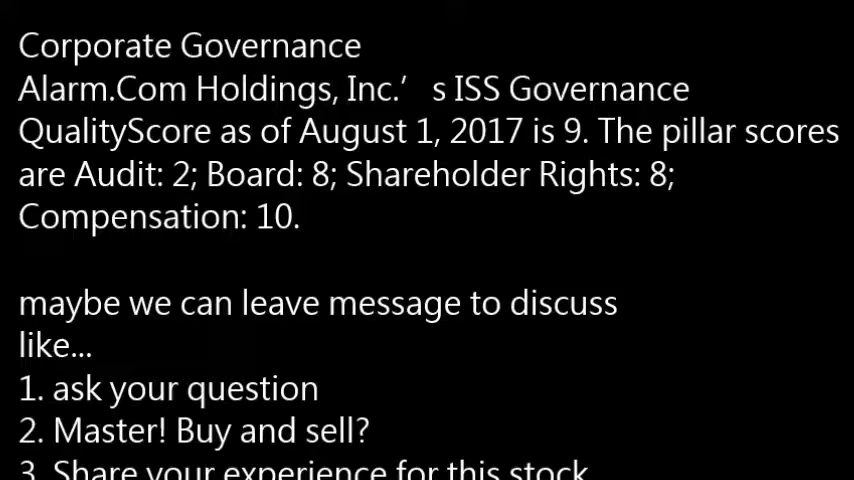 Corporate Governance
Alarm.Com Holdings, Inc.’ s ISS Governance
QualityScore as of August 1, 2017 is 9. The pillar scores
are Audit: 2; Board: 8; Shareholder Rights: 8;
Compensation: 10.
maybe we can leave message to discuss
like...
1. ask your question
2. Master! Buy and sell?
3. Share your experience for this stock